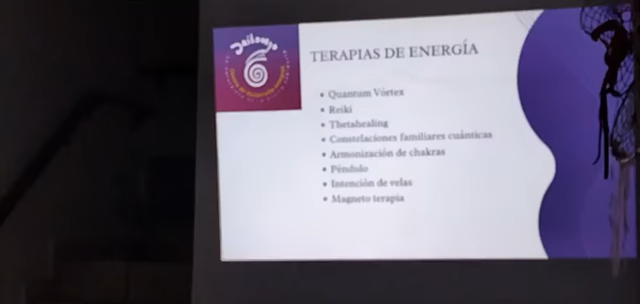 TERAPIAS DE ENERGÍA
• Quantum Vórtex
• Reiki
• Thetahealing
• Constelaciones familiares cuánticas
• Armonización de chakras
• Péndulo
• Intención de velas
• Magneto terapia